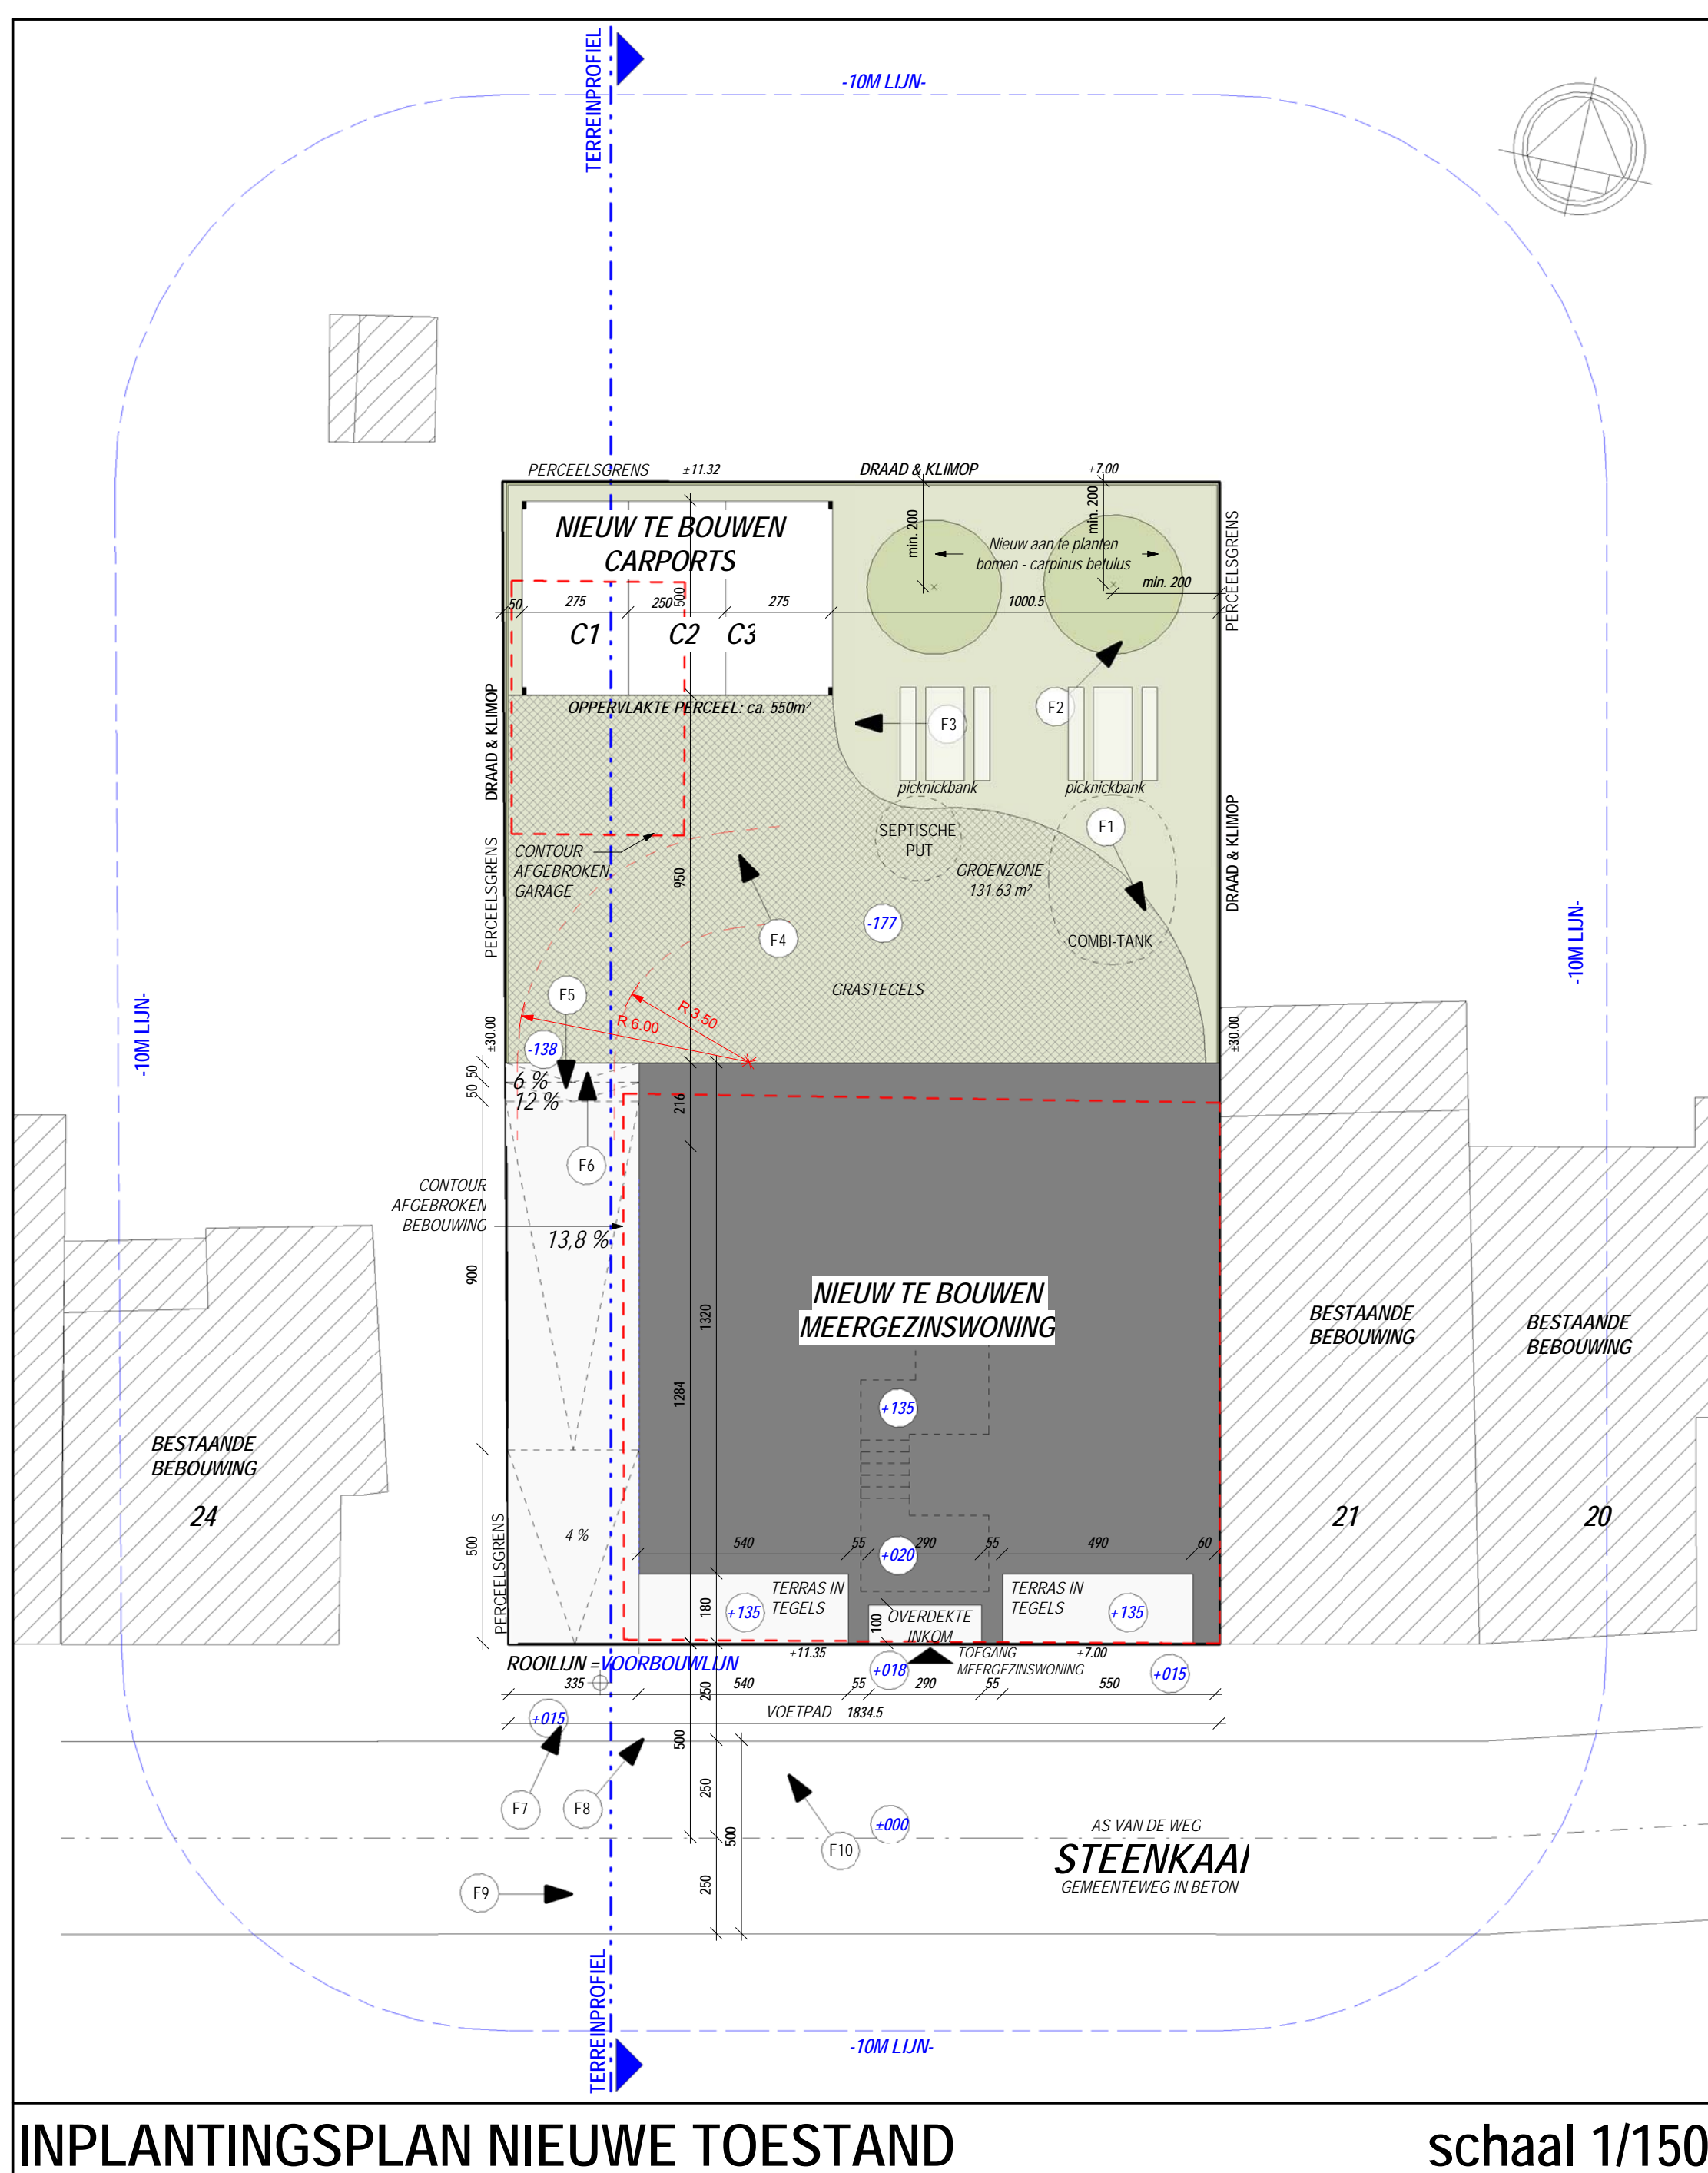 TERREINPROFIEL
-10M LIJN-
PERCEELSGRENS
±11.32
DRAAD & KLIMOP
±7.00
NIEUW TE BOUWEN
CARPORTS
min. 200
min. 200
Nieuw aan te planten
bomen - carpinus betulus
min. 200
PERCEELSGRENS
50
275
250
500
275
1000.5
C1
C2
C3
OPPERVLAKTE PERCEEL: ca. 550m²
DRAAD & KLIMOP
F3
F2
picknickbank
picknickbank
SEPTISCHE
PUT
F1
CONTOUR
AFGEBROKEN
GARAGE
950
GROENZONE
131.63 m²
DRAAD & KLIMOP
PERCEELSGRENS
-177
F4
COMBI-TANK
-10M LIJN-
-10M LIJN-
GRASTEGELS
F5
R 3.50
R 6.00
±30.00
±30.00
-138
50
50
6 %
12 %
216
F6
CONTOUR
AFGEBROKEN
BEBOUWING
13,8 %
900
NIEUW TE BOUWEN
MEERGEZINSWONING
1320
1284
BESTAANDE
BEBOUWING
BESTAANDE
BEBOUWING
+135
BESTAANDE
BEBOUWING
24
21
20
4 %
500
PERCEELSGRENS
540
55
+020
290
55
490
60
TERRAS IN
TEGELS
+135
180
100
OVERDEKTE
INKOM
TERRAS IN
TEGELS
+135
±11.35
TOEGANG
MEERGEZINSWONING
±7.00
ROOILIJN =VOORBOUWLIJN
+018
+015
335
250
540
55
290
55
550
VOETPAD 1834.5
+015
500
F7
F8
250
±000
500
F10
AS VAN DE WEG
STEENKAAI
GEMEENTEWEG IN BETON
F9
250
TERREINPROFIEL
-10M LIJN-
INPLANTINGSPLAN NIEUWE TOESTAND
schaal 1/150